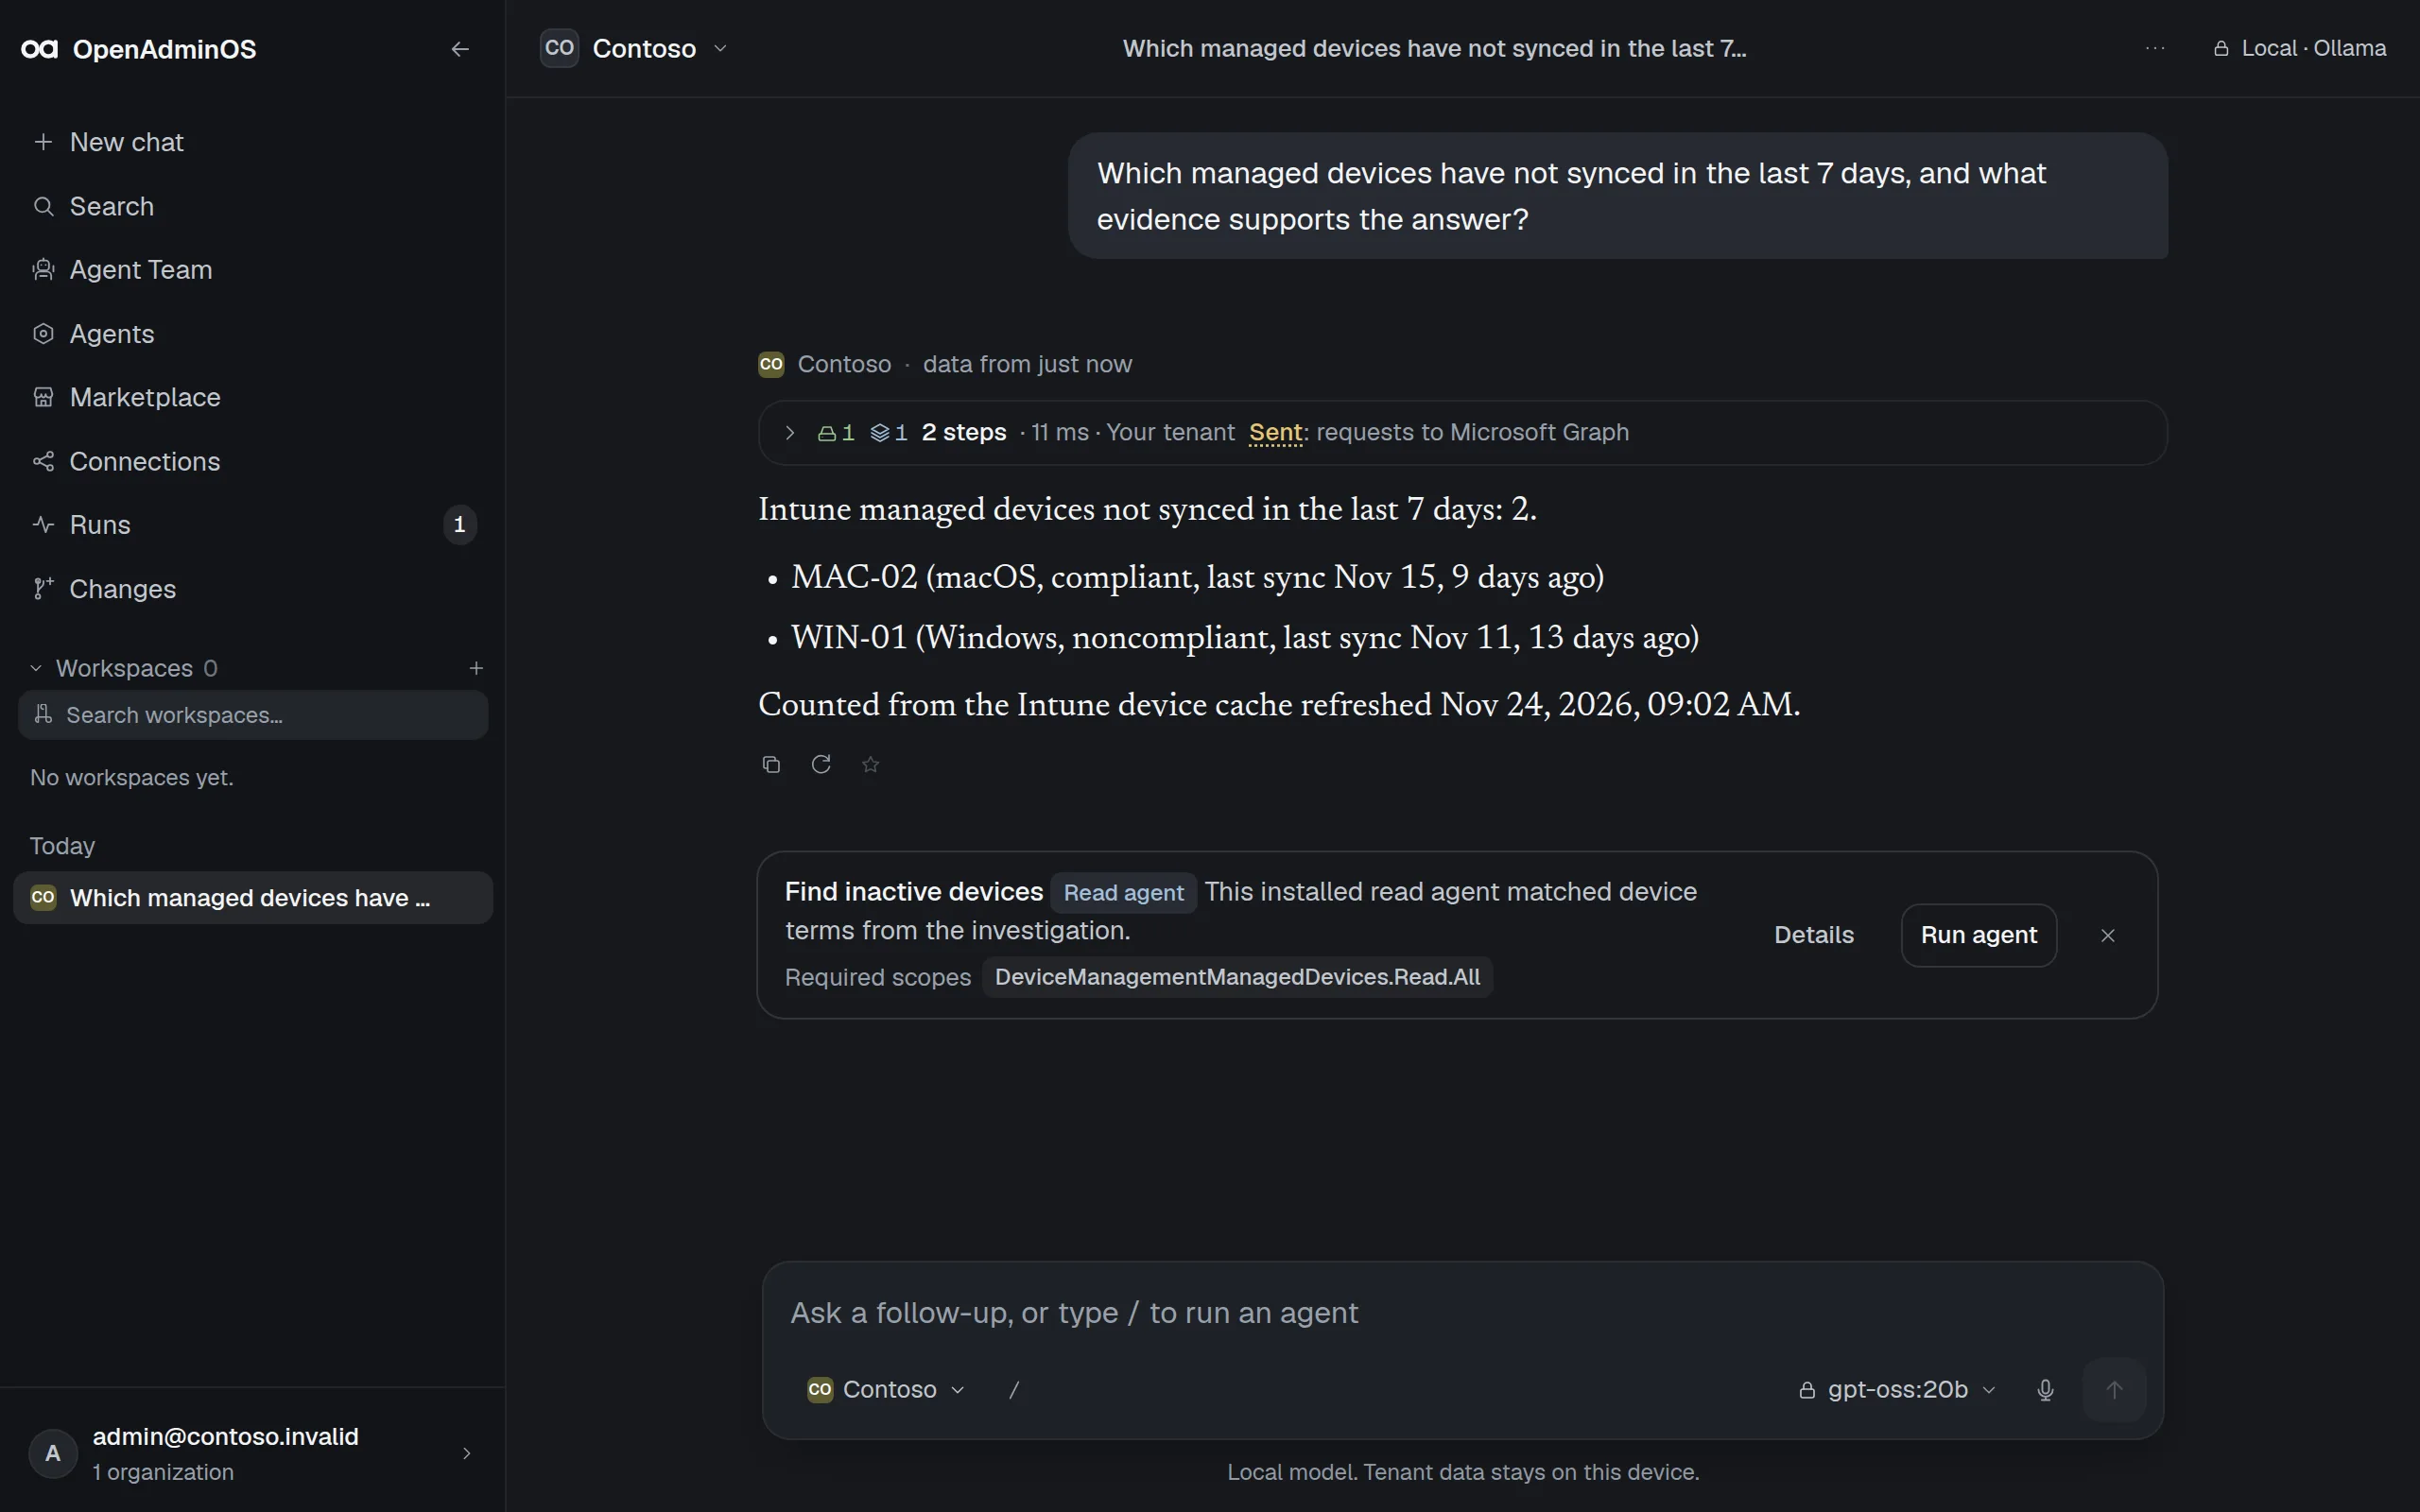 OpenAdminOS
New chat
Search
Agent Team
Agents
Marketplace
Connections
Runs 1
Changes
Workspaces 0
Search workspaces...
No workspaces yet.
Today
CO Which managed devices have ...
A
admin@contoso.invalid
1 organization
CO Contoso
Which managed devices have not synced in the last 7...
Local · Ollama
Which managed devices have not synced in the last 7 days, and what
evidence supports the answer?
CO Contoso · data from just now
1 1 2 steps · 11 ms · Your tenant Sent: requests to Microsoft Graph
Intune managed devices not synced in the last 7 days: 2.
• MAC-02 (macOS, compliant, last sync Nov 15, 9 days ago)
• WIN-01 (Windows, noncompliant, last sync Nov 11, 13 days ago)
Counted from the Intune device cache refreshed Nov 24, 2026, 09:02 AM.
Find inactive devices Read agent This installed read agent matched device
terms from the investigation.
Required scopes DeviceManagementManagedDevices.Read.All
Details
Run agent
Ask a follow-up, or type / to run an agent
CO Contoso /
gpt-oss:20b
Local model. Tenant data stays on this device.